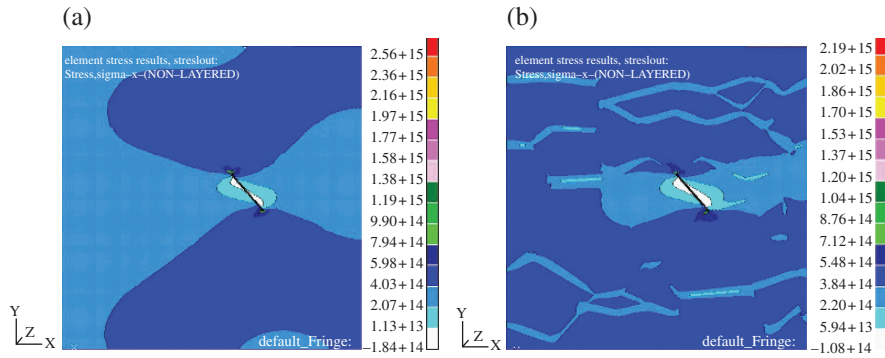 (a)
element stress results, streslout:
Stress,sigma-x-(NON-LAYERED)
2.56+15
2.36+15
2.16+15
1.97+15
1.77+15
1.58+15
1.38+15
1.19+15
9.90+14
7.94+14
5.98+14
4.03+14
2.07+14
1.13+13
-1.84+14
default_Fringe:
Y
Z
X
(b)
element stress results, streslout:
Stress,sigma-x-(NON-LAYERED)
2.19+15
2.02+15
1.86+15
1.70+15
1.53+15
1.37+15
1.20+15
1.04+15
8.76+14
7.12+14
5.48+14
3.84+14
2.20+14
5.94+13
-1.08+14
default_Fringe:
Y
Z
X